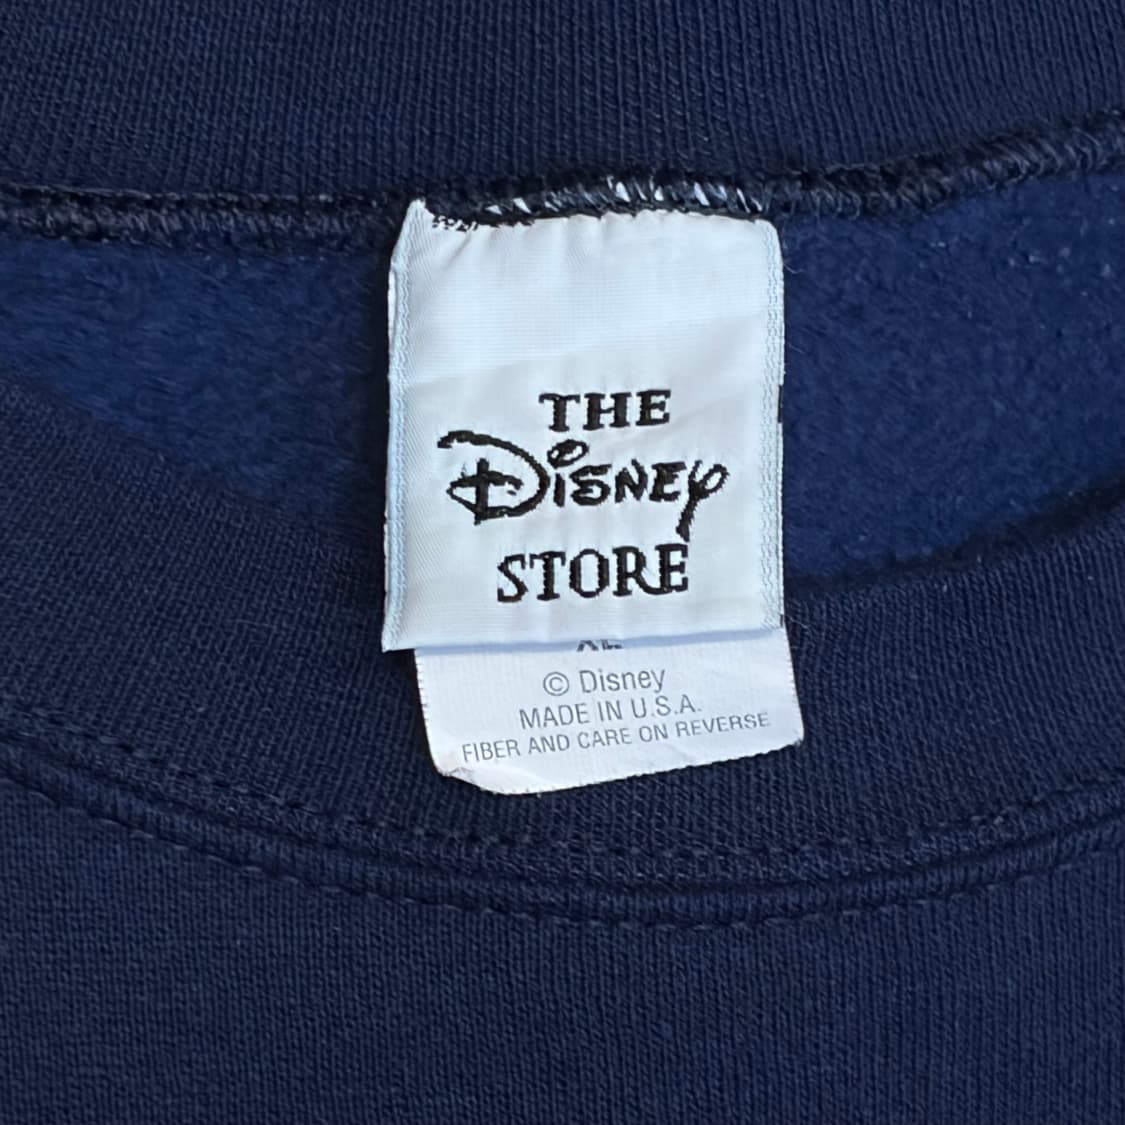 THE
Disney
STORE
© Disney
MADE IN U.S.A.
FIBER AND CARE ON REVERSE